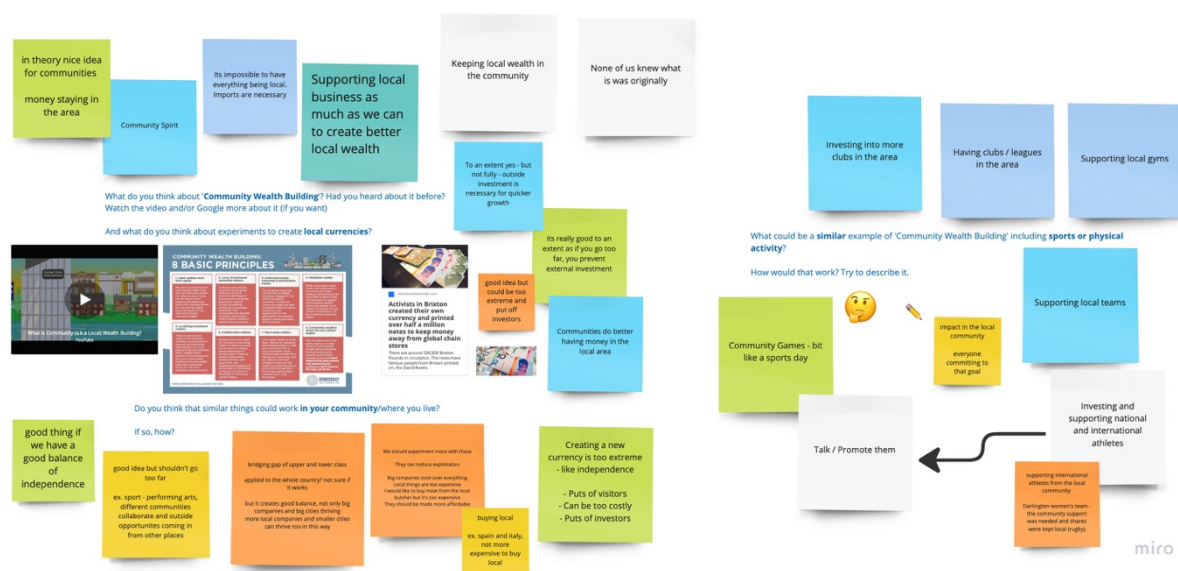 in theory nice idea
for communities
money staying in
the area
Community Spirit
Its impossible to have
everything being local.
Imports are necessary
Supporting local
business as
much as we can
to create better
local wealth
Keeping local wealth in
the community
None of us knew what
is was originally
To an extent yes - but
not fully - outside
investment is
necessary for quicker
growth
What do you think about 'Community Wealth Building'? Had you heard about it before?
Watch the video and/or Google more about it (if you want)
And what do you think about experiments to create local currencies?
Its really good to an
extent as if you go too
far, you prevent
external investment
good idea but
could be too
extreme and
put off
investors
Communities do better
having money in the
local area
What is Community (a.k.a Local) Wealth Building?
YouTube
COMMUNITY WEALTH BUILDING:
8 BASIC PRINCIPLES
Activists in Brixton
created their own
currency and printed
over half a million
notes to keep money
away from global chain
stores
There are around 500,000 Brixton
Pounds in circulation. The notes have
famous people from Brixton printed on,
like David Bowie.
Do you think that similar things could work in your community/where you live?
If so, how?
good thing if
we have a
good balance of
independence
good idea but shouldn't go
too far
ex. sport - performing arts,
different communities
collaborate and outside
opportunites coming in
from other places
bridging gap of upper and lower class
applied to the whole country? not sure if
it works
but it creates good balance, not only big
companies and big cities thriving
more local companies and smaller cities
can thrive too in this way
We should experiment more with these
They can reduce exploitation
Big companies took over everything
Local things are too expensive
I would like to buy meat from the local
butcher but it's too expensive
They should be made more affordable
buying local
ex. spain and italy,
not more
expensive to buy
local
Creating a new
currency is too extreme
- like independence
- Puts of visitors
- Can be too costly
- Puts of investors
Investing into more
clubs in the area
Having clubs / leagues
in the area
Supporting local gyms
What could be a similar example of 'Community Wealth Building' including sports or physical
activity?
How would that work? Try to describe it.
Supporting local teams
Community Games - bit
like a sports day
impact in the local
community
everyone
committing to
that goal
Talk / Promote them
Investing and
supporting national
and international
athletes
supporting international
athletes from the local
community
Darlington women's team -
the community support
was needed and shares
were kept local (rugby)
miro